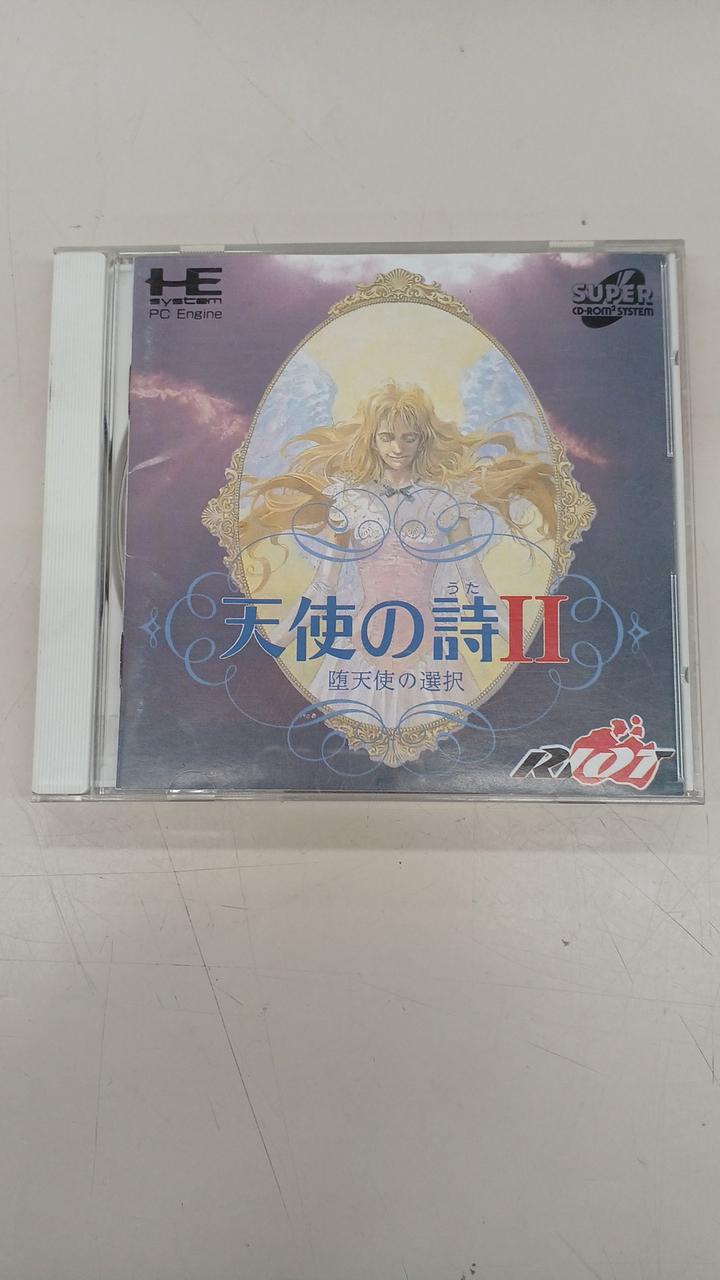 HE
system
PC Engine
SUPER
CD-ROM² SYSTEM
うた
天使の詩II
堕天使の選択
RIOT